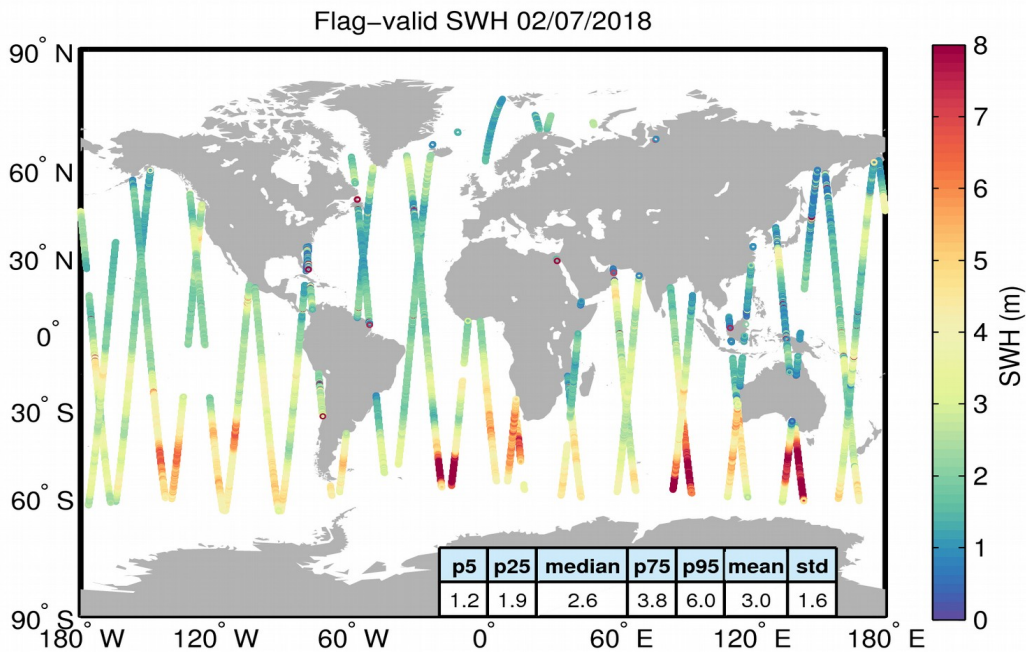 Flag−valid SWH 02/07/2018
90° N
60° N
30° N
0°
30° S
60° S
90° S
180° W
120° W
60° W
0°
60° E
120° E
180° E
p5 p25 median p75 p95 mean std
1.2 1.9 2.6 3.8 6.0 3.0 1.6
8
7
6
5
4
3
2
1
0
SWH (m)